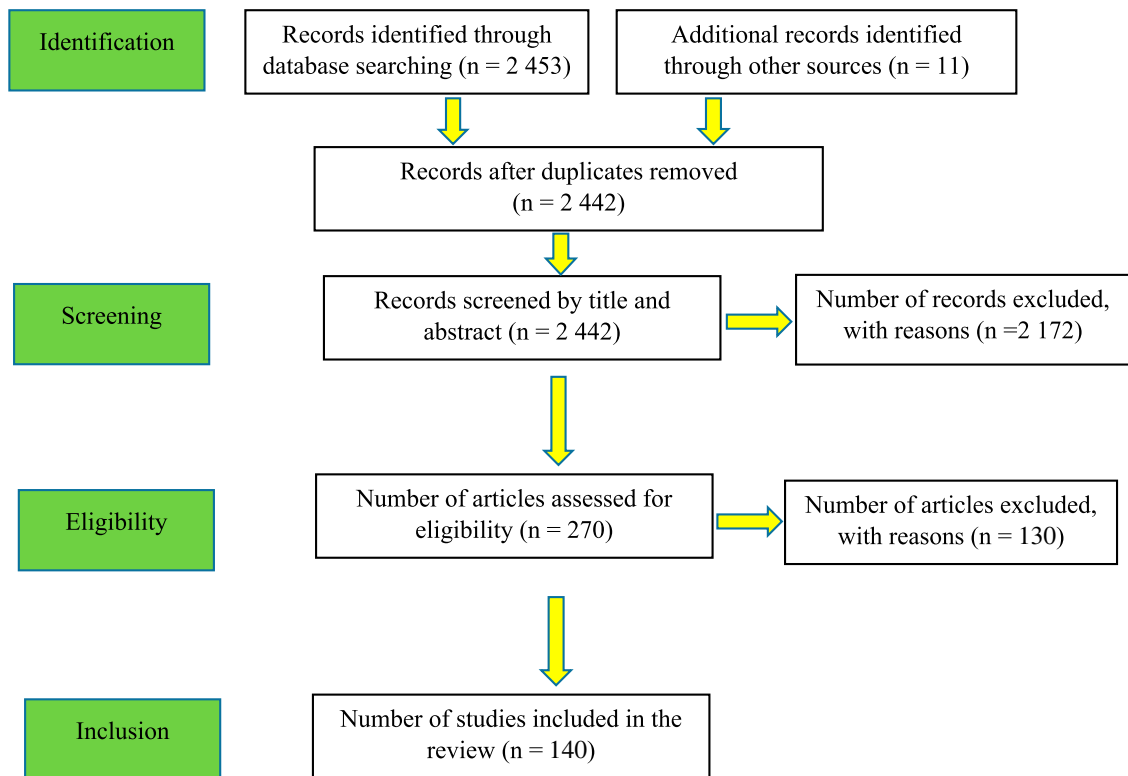 Identification
Records identified through
database searching (n = 2 453)
Additional records identified
through other sources (n = 11)
Records after duplicates removed
(n = 2 442)
Screening
Records screened by title and
abstract (n = 2 442)
Number of records excluded,
with reasons (n =2 172)
Eligibility
Number of articles assessed for
eligibility (n = 270)
Number of articles excluded,
with reasons (n = 130)
Inclusion
Number of studies included in the
review (n = 140)